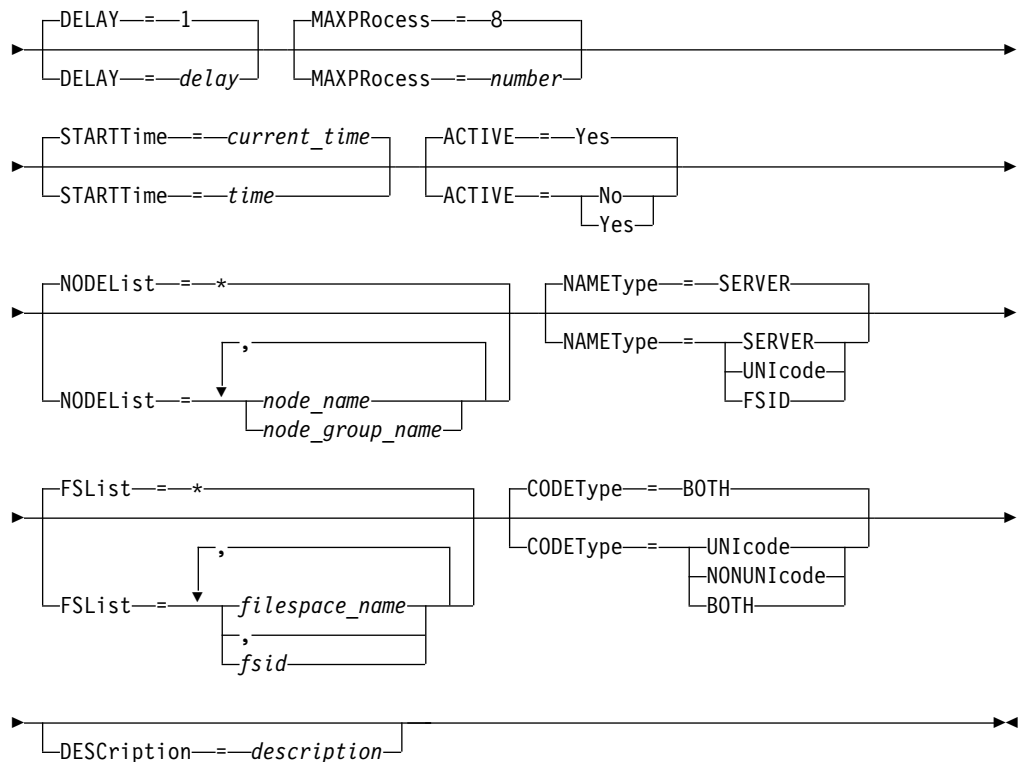 DELAY = 1 MAXPRocess = 8
DELAY = delay MAXPRocess = number
STARTTime = current_time ACTIVE = Yes
STARTTime = time ACTIVE = No
Yes
NODEList = * NAMEType = SERVER
, NAMEType = SERVER
UNIcode
NODEList = node_name FSID
node_group_name
FSList = * CODEType = BOTH
, CODEType = UNIcode
NONUNIcode
FSList = filespace_name BOTH
,
fsid
DESCription = description